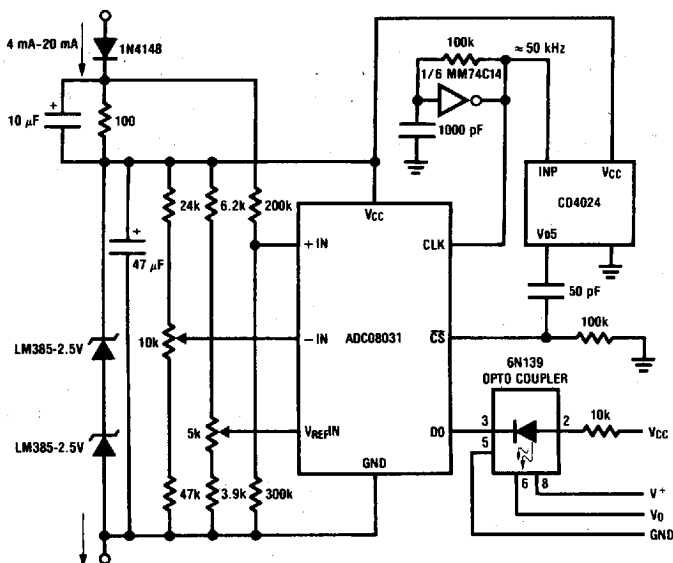 4 mA-20 mA
1N4148
100k
≈ 50 kHz
1/6 MM74C14
+
10 μF
100
1000 pF
INP
VCC
CD4024
VD5
24k
6.2k
200k
VCC
+
47 μF
+IN
CLK
50 pF
LM385-2.5V
10k
−IN
ADC08031
CS
100k
6N139
OPTO COUPLER
LM385-2.5V
5k
VREFIN
DO
3
2
10k
VCC
5
GND
47k
3.9k
300k
6
8
V+
VO
GND